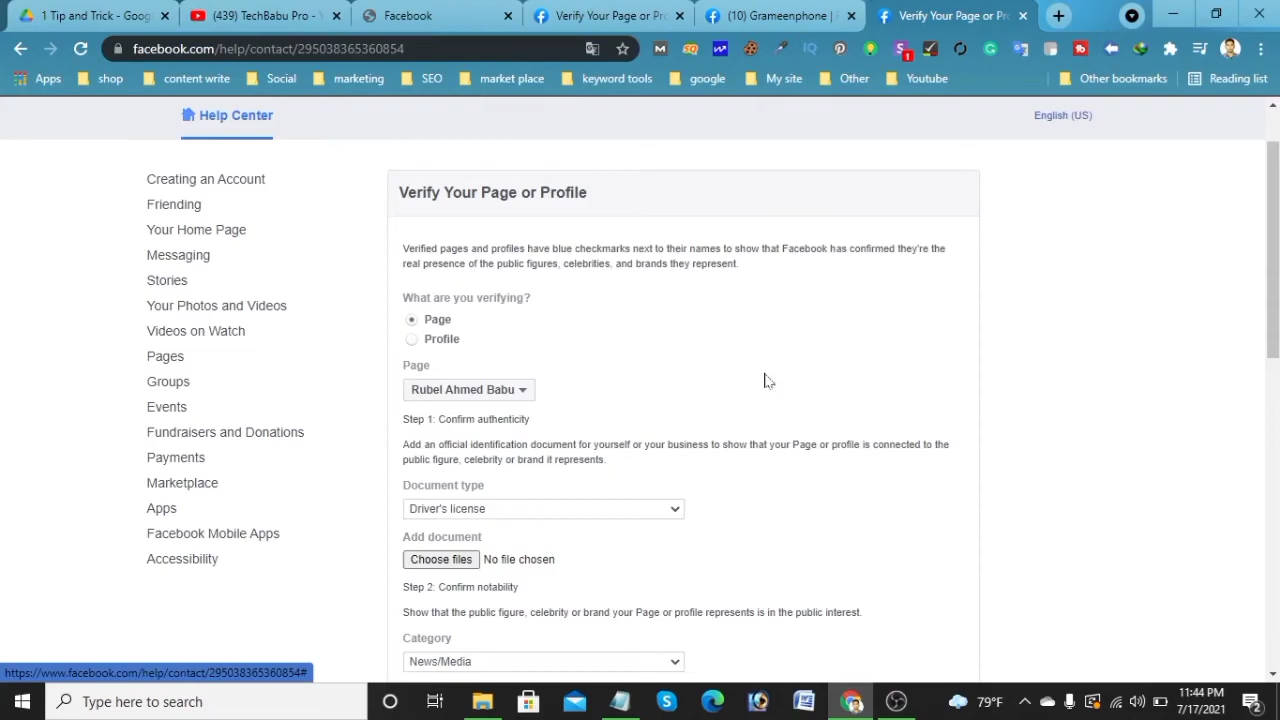 1 Tip and Trick - Goog
(439) TechBabu Pro - Y
Facebook
Verify Your Page or Pro
(10) Grameenphone | F
Verify Your Page or Pro
facebook.com/help/contact/295038365360854
Apps
shop
content write
Social
marketing
SEO
market place
keyword tools
google
My site
Other
Youtube
Other bookmarks
Reading list
Help Center
English (US)
Creating an Account
Friending
Your Home Page
Messaging
Stories
Your Photos and Videos
Videos on Watch
Pages
Groups
Events
Fundraisers and Donations
Payments
Marketplace
Apps
Facebook Mobile Apps
Accessibility
Verify Your Page or Profile
Verified pages and profiles have blue checkmarks next to their names to show that Facebook has confirmed they're the
real presence of the public figures, celebrities, and brands they represent.
What are you verifying?
Page
Profile
Page
Rubel Ahmed Babu
Step 1: Confirm authenticity
Add an official identification document for yourself or your business to show that your Page or profile is connected to the
public figure, celebrity or brand it represents.
Document type
Driver's license
Add document
Choose files No file chosen
Step 2: Confirm notability
Show that the public figure, celebrity or brand your Page or profile represents is in the public interest.
Category
News/Media
https://www.facebook.com/help/contact/295038365360854#
Type here to search
79°F
11:44 PM
7/17/2021
2